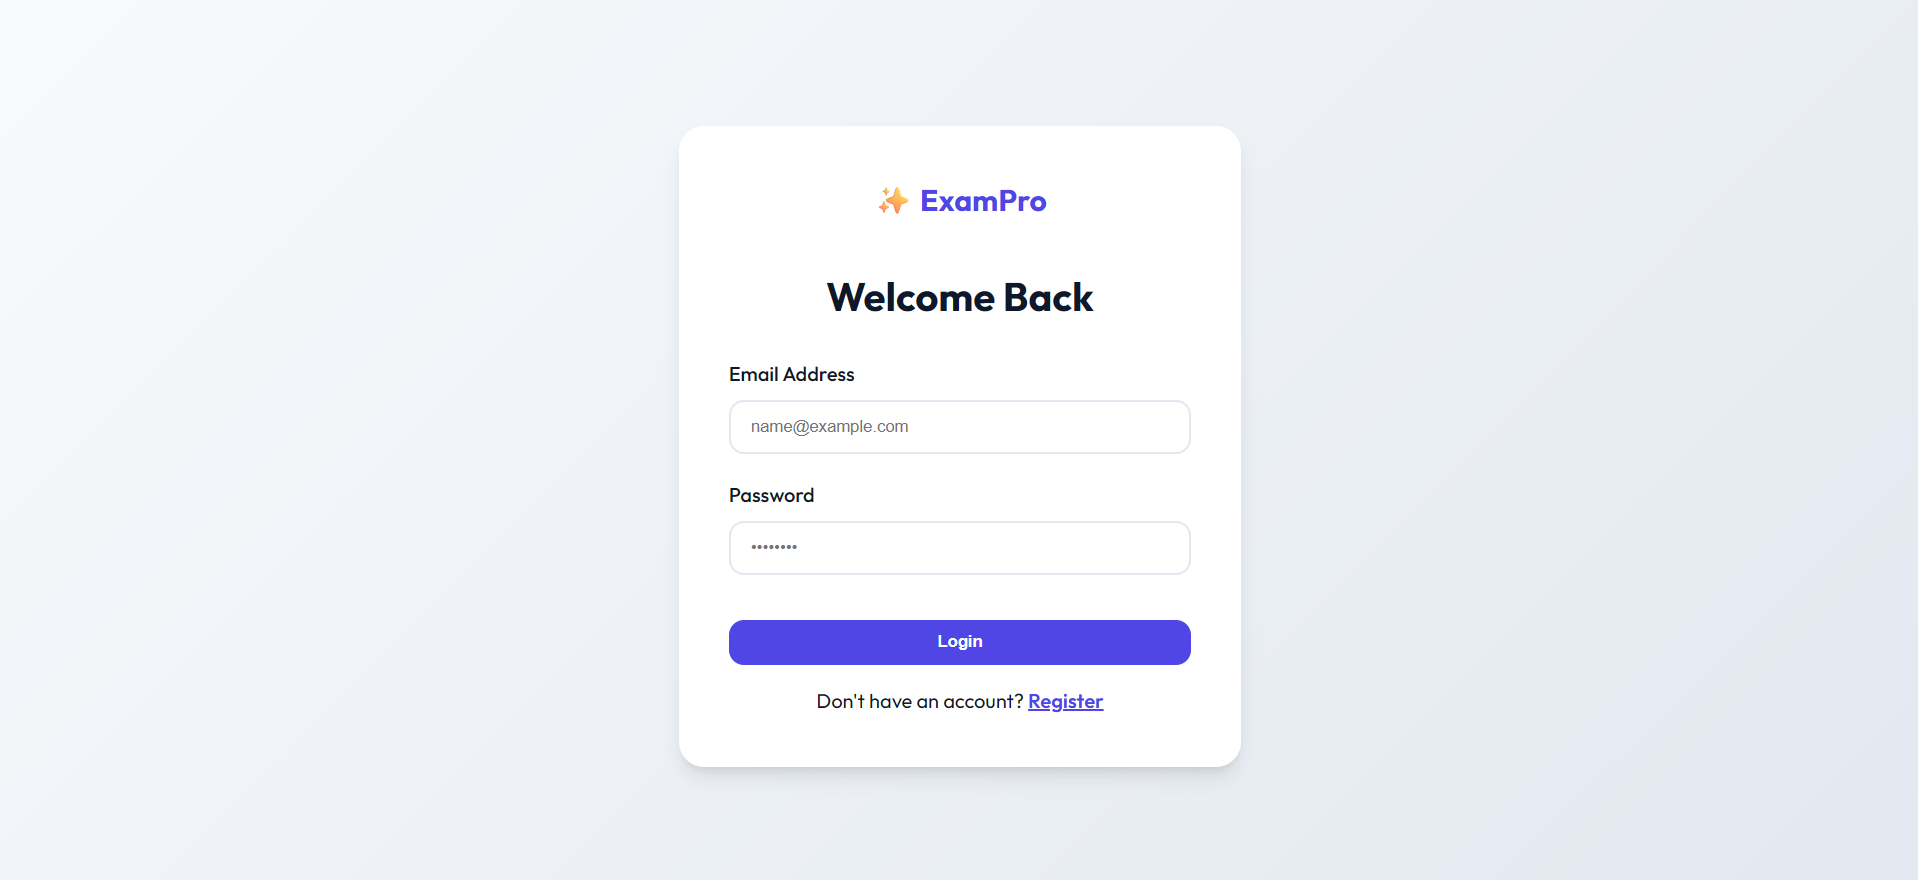 ✨ ExamPro
Welcome Back
Email Address
name@example.com
Password
••••••••
Login
Don't have an account? Register